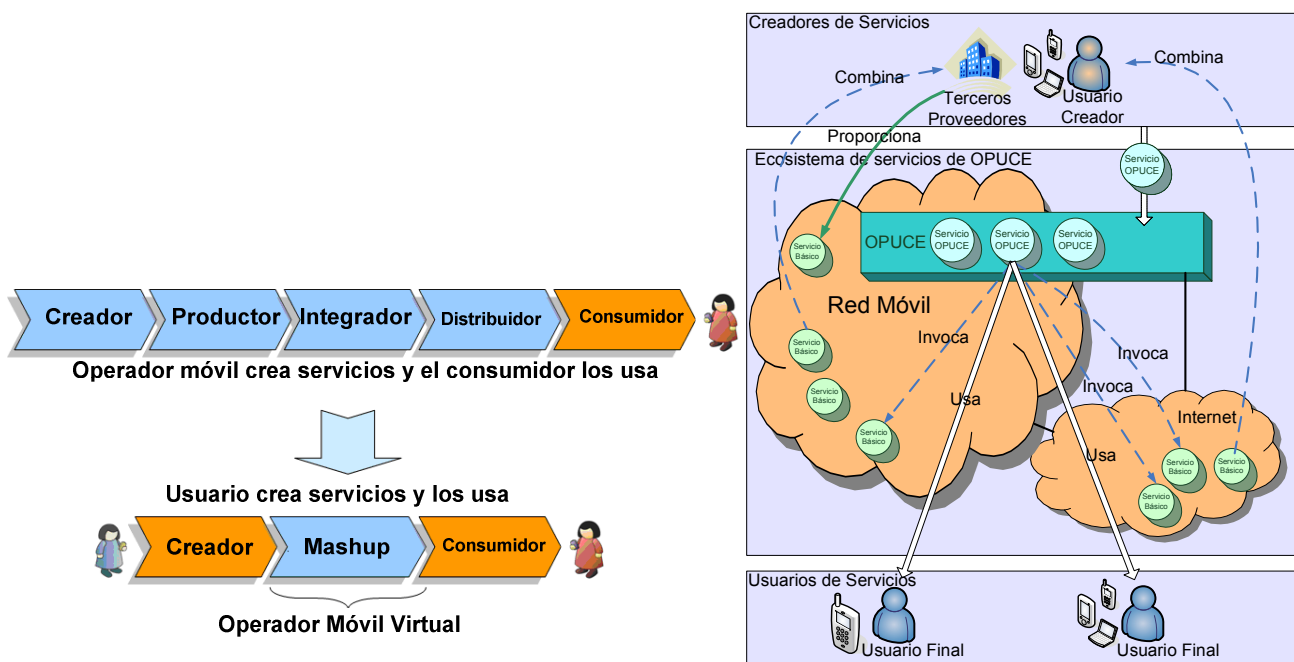 Creador
Productor
Integrador
Distribuidor
Consumidor
Operador móvil crea servicios y el consumidor los usa
Usuario crea servicios y los usa
Creador
Mashup
Consumidor
Operador Móvil Virtual
Creadores de Servicios
Combina
Terceros
Proveedores
Usuario
Creador
Combina
Proporciona
Ecosistema de servicios de OPUCE
Servicio
OPUCE
OPUCE
Servicio
OPUCE
Servicio
OPUCE
Servicio
OPUCE
Servicio
Básico
Red Móvil
Servicio
Básico
Invoca
Invoca
Servicio
Básico
Invoca
Usa
Internet
Servicio
Básico
Usa
Servicio
Básico
Servicio
Básico
Servicio
Básico
Usuarios de Servicios
Usuario Final
Usuario Final